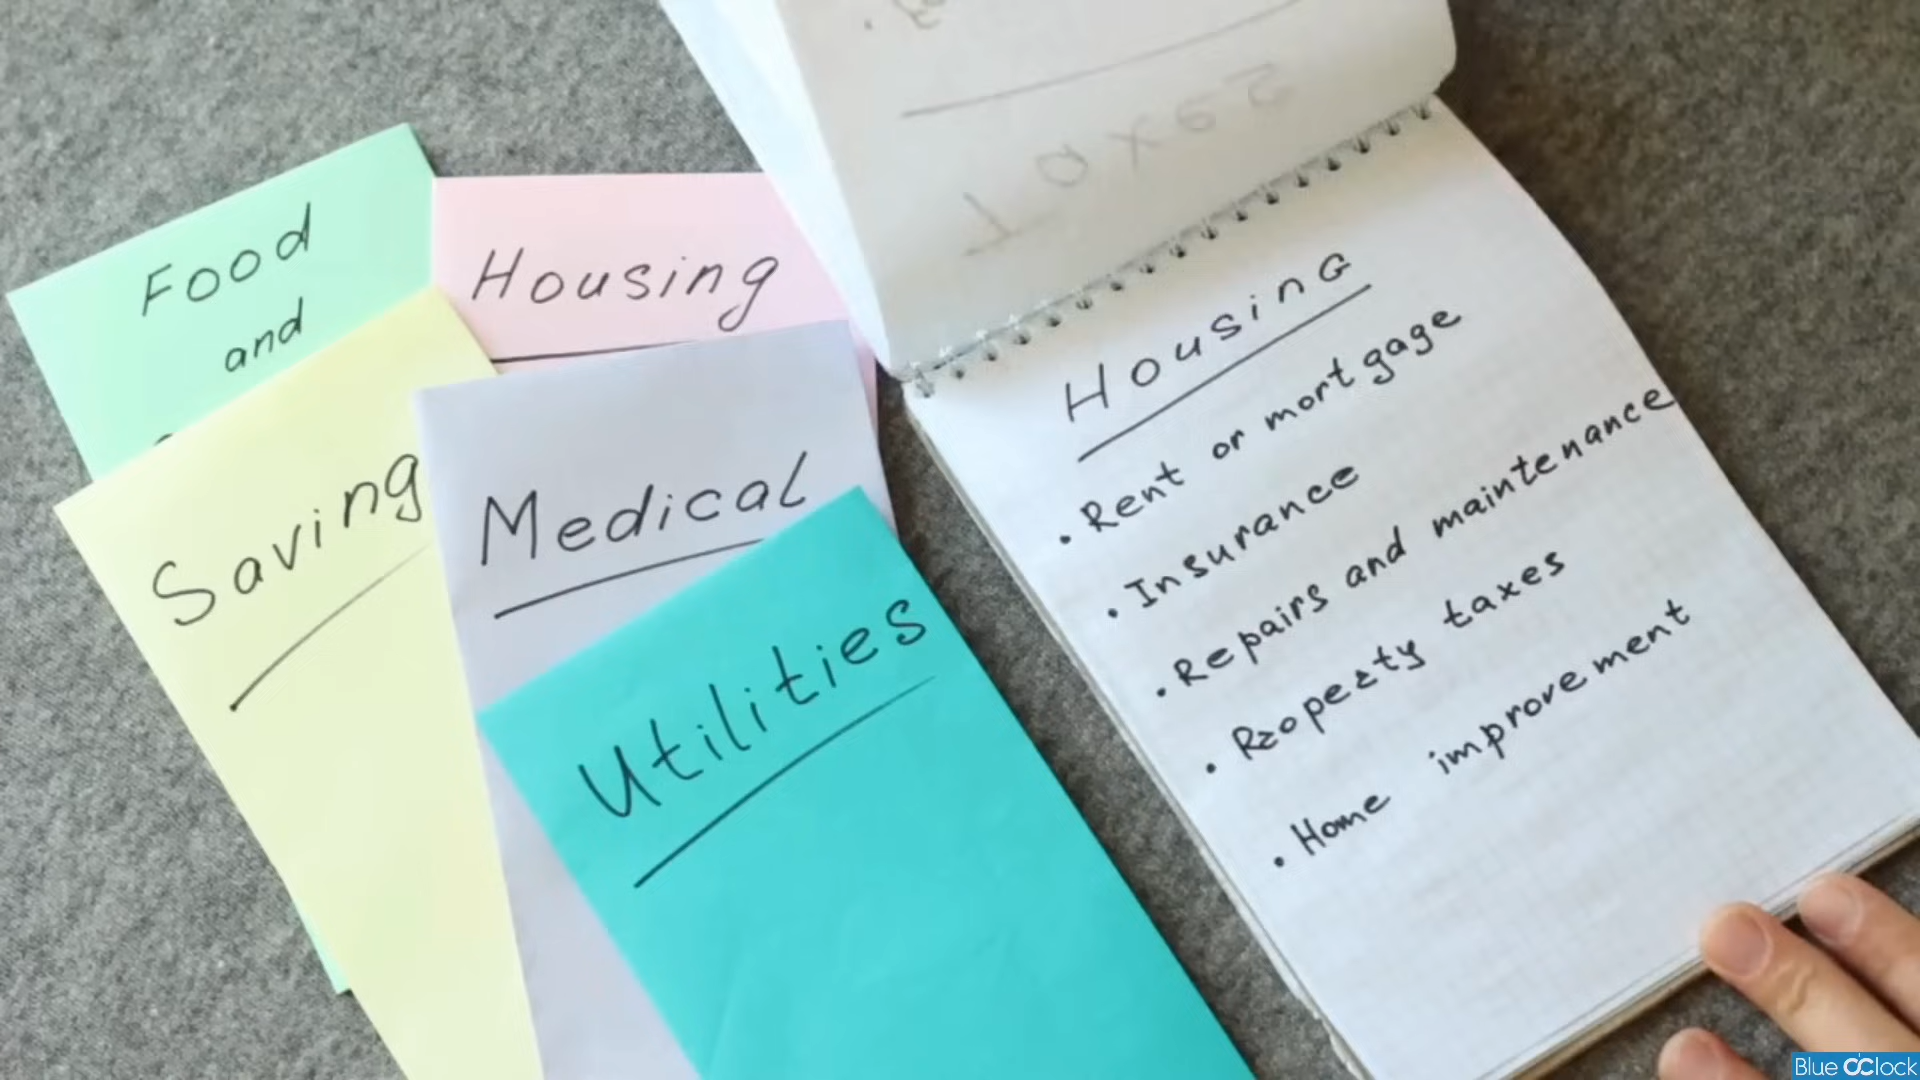 Food
and
Housing
Saving
Medical
Utilities
Taxes
Housing
• Rent or mortgage
• Insurance
• Repairs and maintenance
• Property taxes
• Home improvement
Blue O'Clock